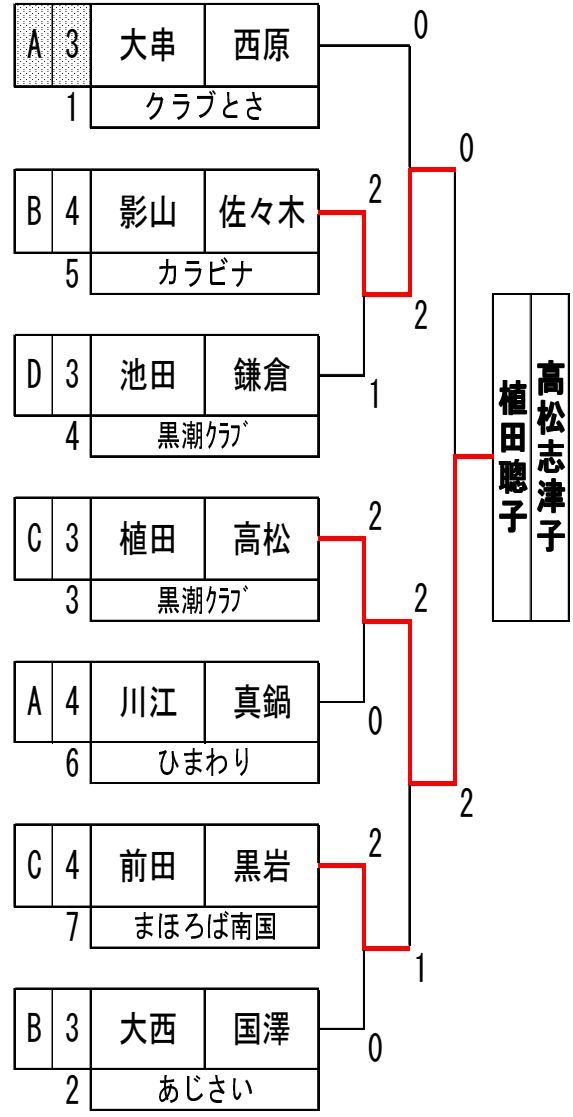 A 3 大串 西原 0
1 クラブとさ
0
B 4 影山 佐々木 2
5 カラビナ
2
D 3 池田 鎌倉 1
4 黒潮ｸﾗﾌﾞ
高松志津子
植田聰子
C 3 植田 高松 2
3 黒潮ｸﾗﾌﾞ
2
A 4 川江 真鍋 0
6 ひまわり
2
C 4 前田 黒岩 2
7 まほろば南国
1
B 3 大西 国澤 0
2 あじさい